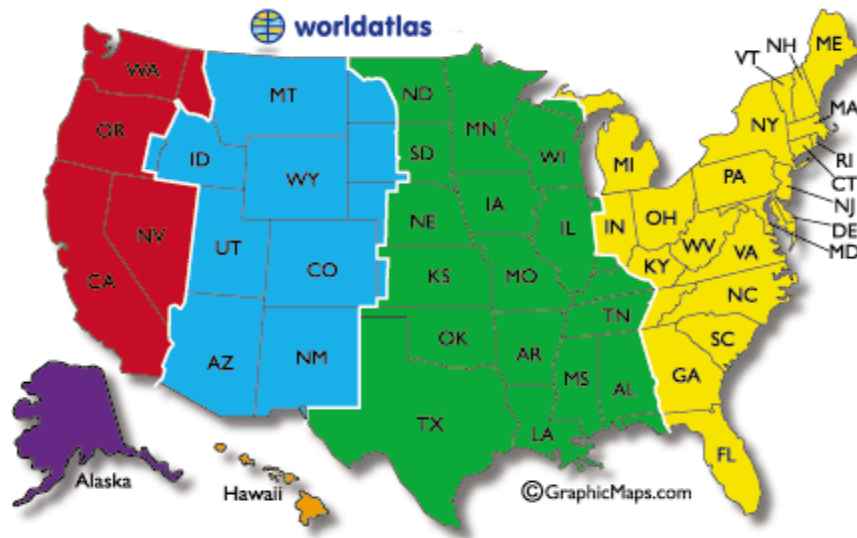 worldatlas
WA
MT
ND
MN
VT
NH
ME
OR
ID
SD
WI
MI
NY
MA
WY
PA
RI
CT
NJ
NE
IA
IL
IN
OH
DE
MD
NV
UT
WV
VA
CA
CO
KS
MO
KY
NC
AZ
NM
OK
AR
TN
SC
MS
AL
GA
TX
LA
FL
Alaska
Hawaii
©GraphicMaps.com